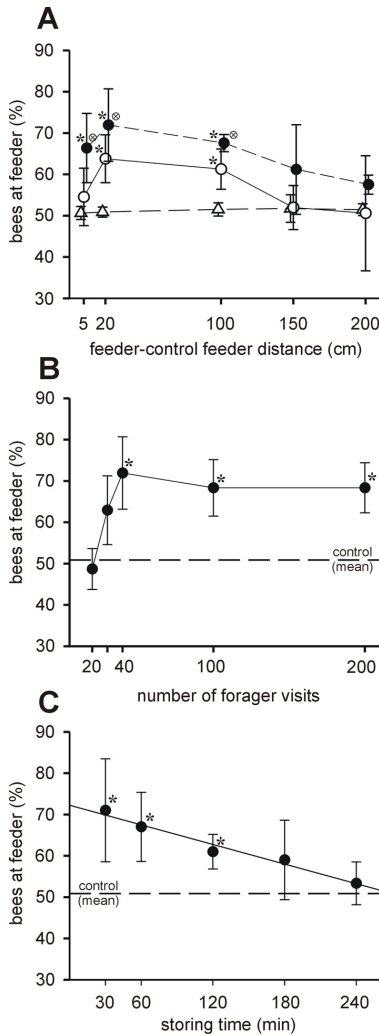 A
90
80
70
60
50
40
30
bees at feeder (%)
* ⊗
* ⊗
*
* ⊗
*
5 20 100 150 200
feeder-control feeder distance (cm)
B
90
80
70
60
50
40
30
bees at feeder (%)
*
*
*
control
(mean)
20 40 100 200
number of forager visits
C
90
80
70
60
50
40
30
bees at feeder (%)
*
*
*
control
(mean)
30 60 120 180 240
storing time (min)